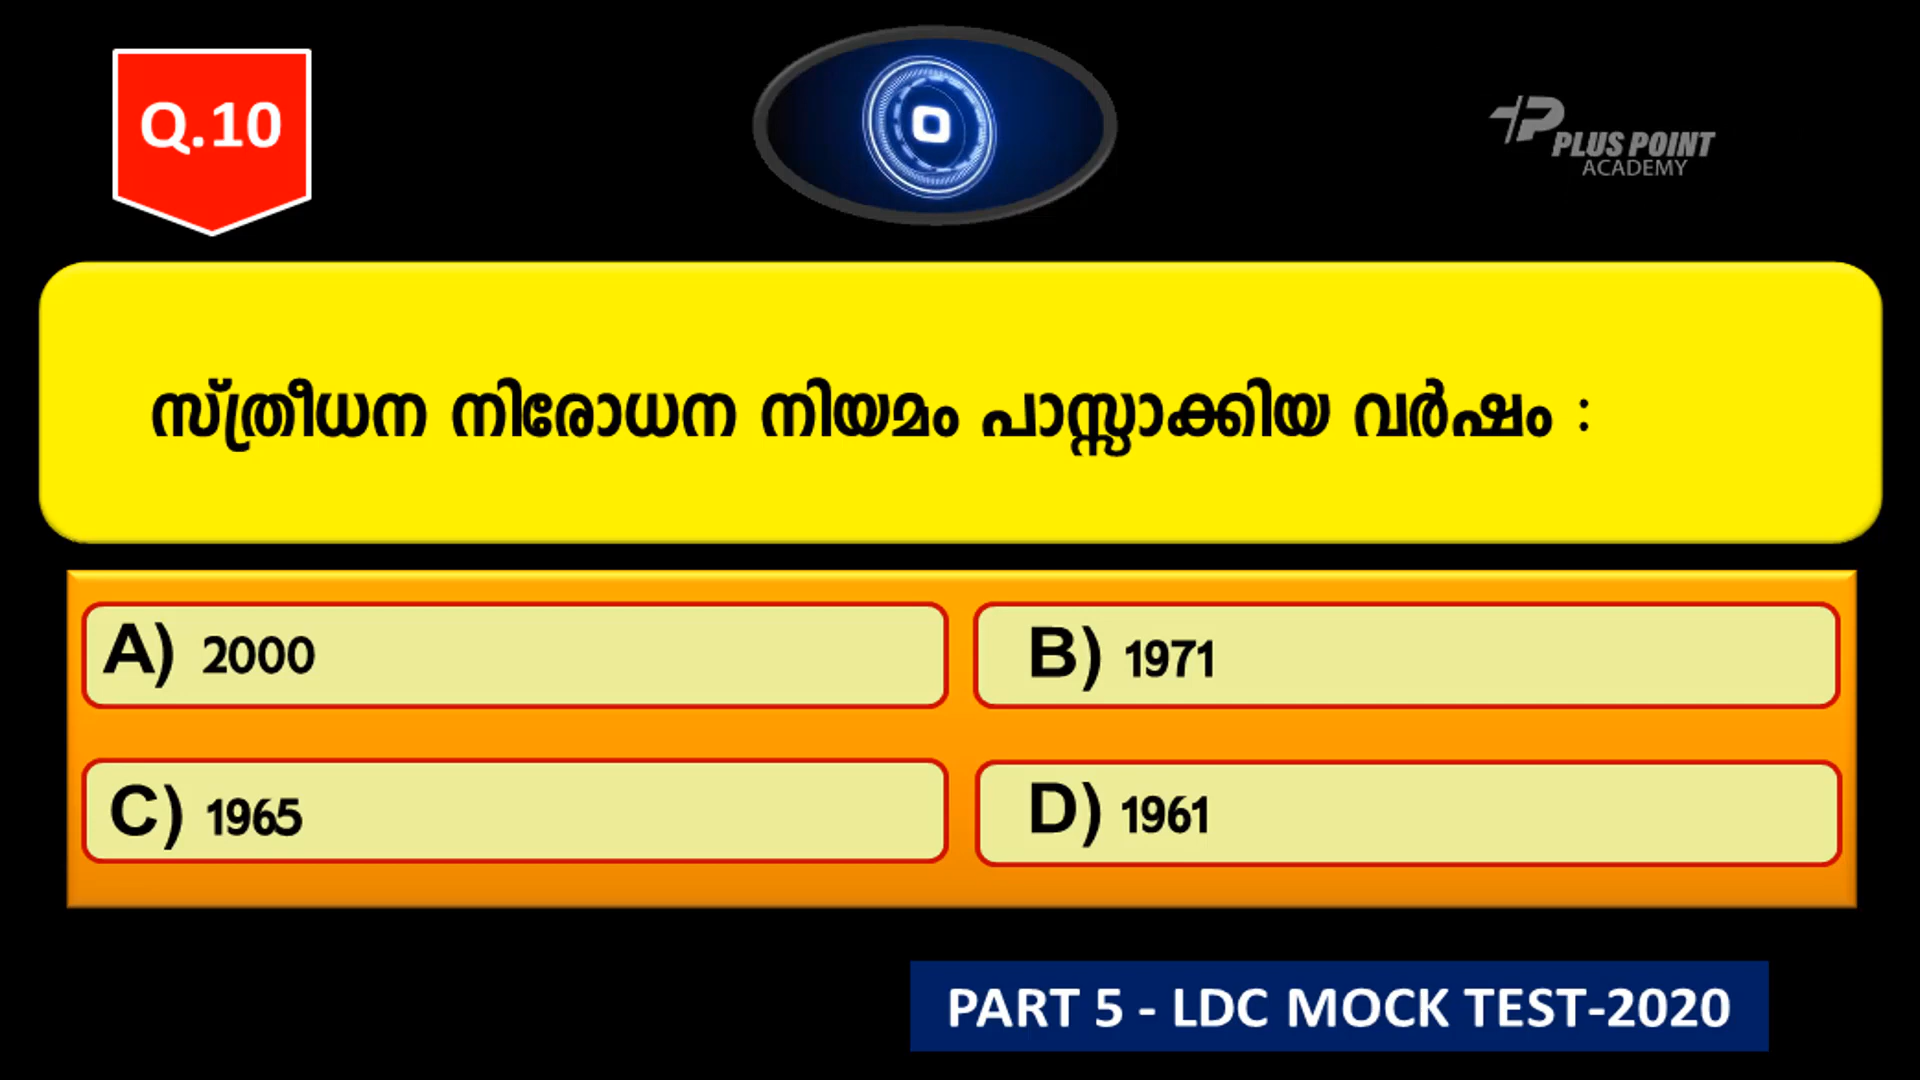 Q.10
PLUS POINT
ACADEMY
സ്ത്രീധന നിരോധന നിയമം പാസ്സാക്കിയ വർഷം :
A) 2000
B) 1971
C) 1965
D) 1961
PART 5 - LDC MOCK TEST-2020